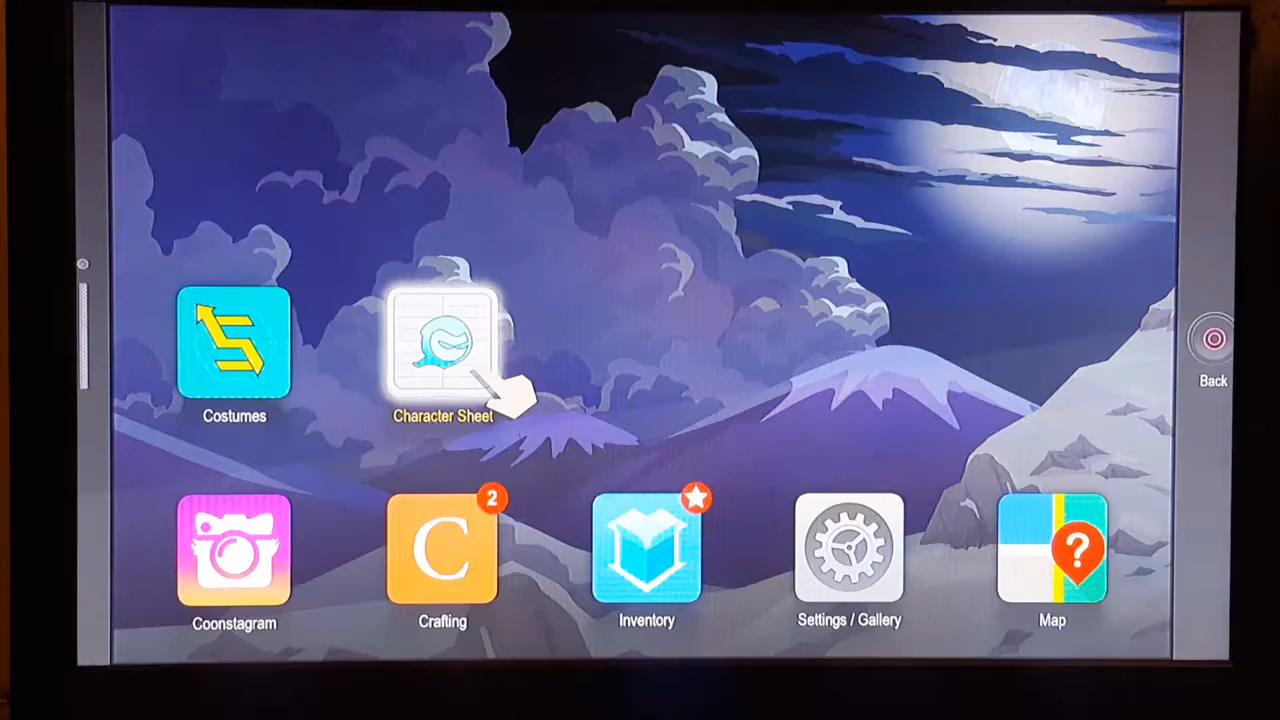 Costumes
Character Sheet
2
Coonstagram
C
Crafting
Inventory
Settings / Gallery
?
Map
Back